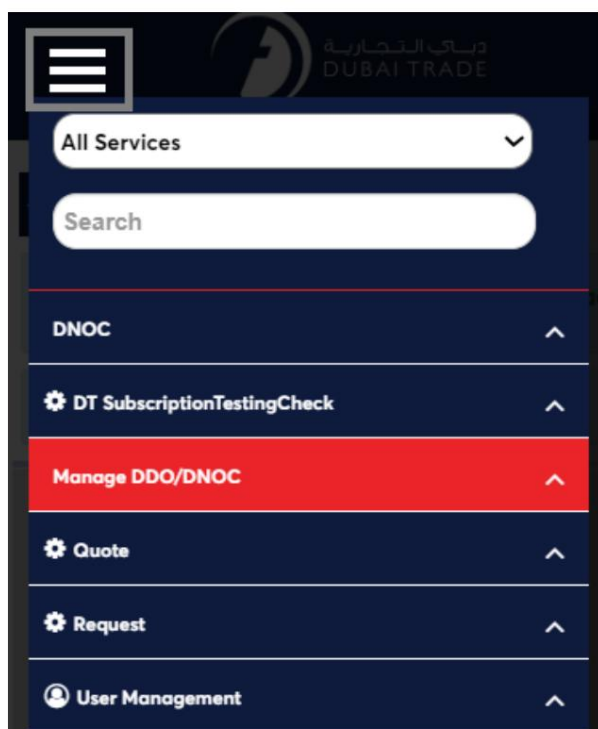 دبي التجارية
DUBAI TRADE
All Services
Search
DNOC
DT SubscriptionTestingCheck
Manage DDO/DNOC
Quote
Request
User Management